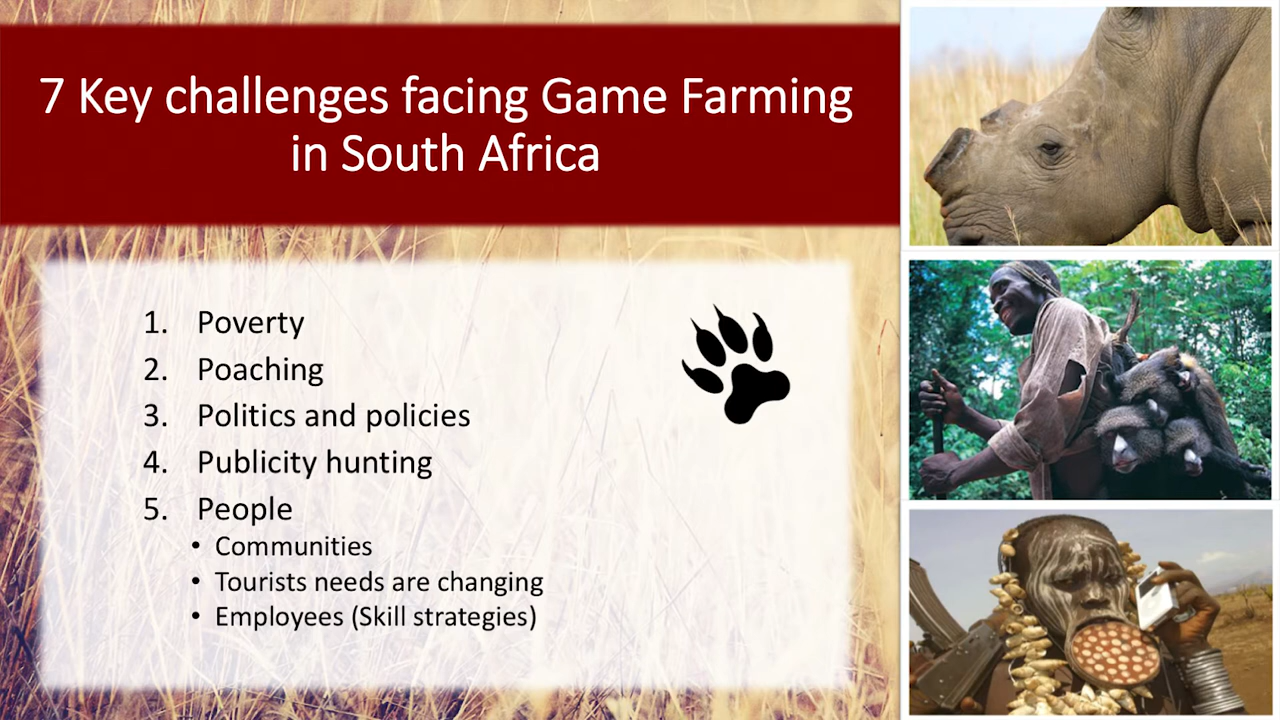 7 Key challenges facing Game Farming
in South Africa
1. Poverty
2. Poaching
3. Politics and policies
4. Publicity hunting
5. People
• Communities
• Tourists needs are changing
• Employees (Skill strategies)